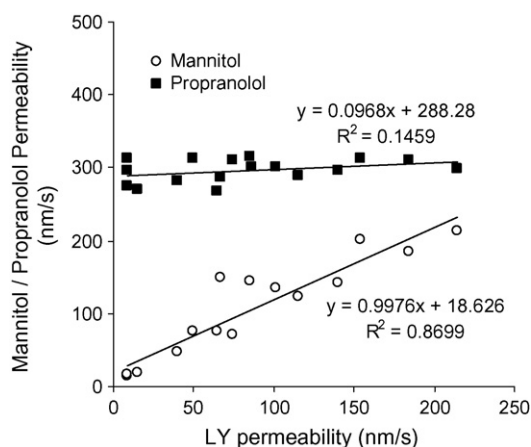 500
400
300
200
100
0
Mannitol / Propranolol Permeability
(nm/s)
Mannitol
Propranolol
y = 0.0968x + 288.28
R² = 0.1459
y = 0.9976x + 18.626
R² = 0.8699
0 50 100 150 200 250
LY permeability (nm/s)